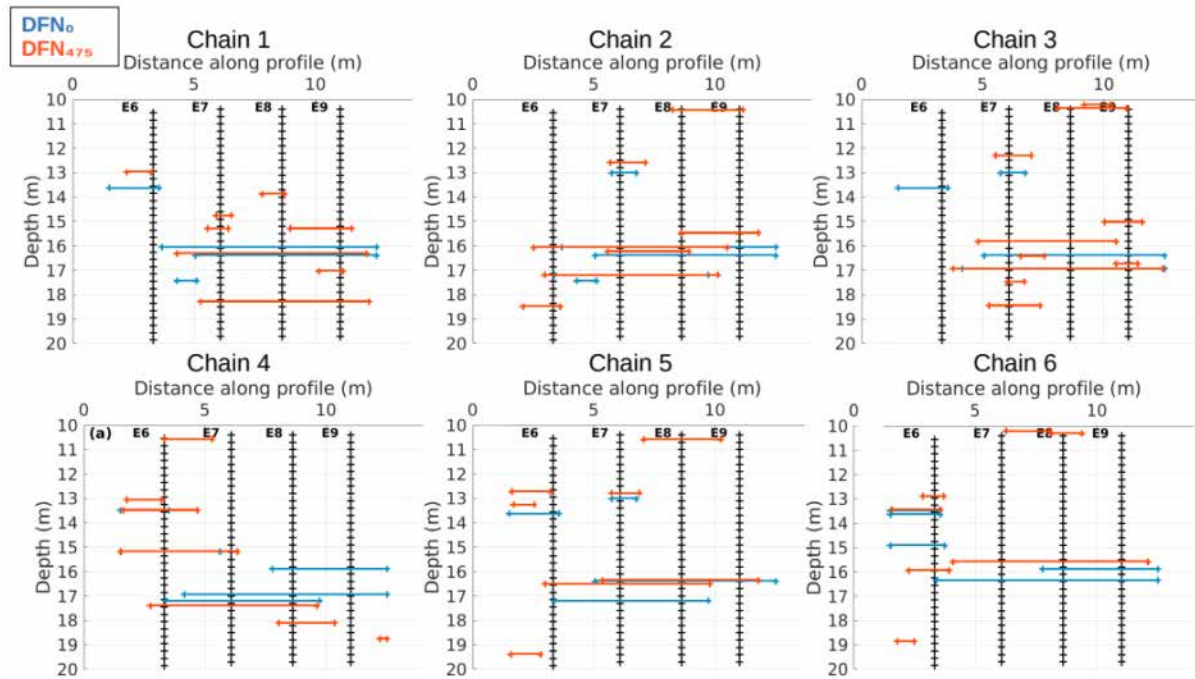 DFN₀
DFN₄₇₅
Chain 1
Distance along profile (m)
0 5 10
E6 E7 E8 E9
Depth (m)
10
11
12
13
14
15
16
17
18
19
20
Chain 2
Distance along profile (m)
0 5 10
E6 E7 E8 E9
Depth (m)
10
11
12
13
14
15
16
17
18
19
20
Chain 3
Distance along profile (m)
0 5 10
E6 E7 E8 E9
Depth (m)
10
11
12
13
14
15
16
17
18
19
20
Chain 4
Distance along profile (m)
0 5 10
(a) E6 E7 E8 E9
Depth (m)
10
11
12
13
14
15
16
17
18
19
20
Chain 5
Distance along profile (m)
0 5 10
E6 E7 E8 E9
Depth (m)
10
11
12
13
14
15
16
17
18
19
20
Chain 6
Distance along profile (m)
0 5 10
E6 E7 E8 E9
Depth (m)
10
11
12
13
14
15
16
17
18
19
20